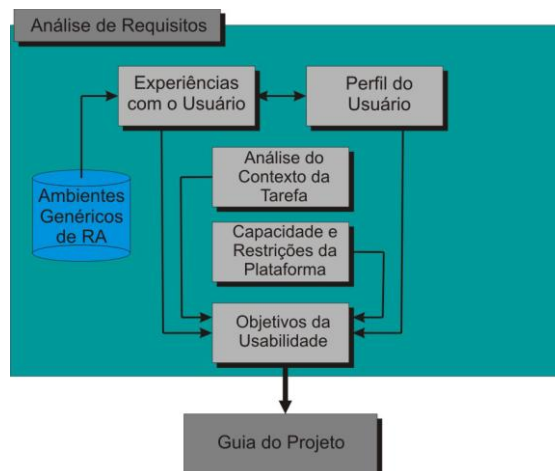 Análise de Requisitos
Experiências
com o Usuário
Perfil do
Usuário
Análise do
Contexto da
Tarefa
Ambientes
Genéricos
de RA
Capacidade e
Restrições da
Plataforma
Objetivos da
Usabilidade
Guia do Projeto